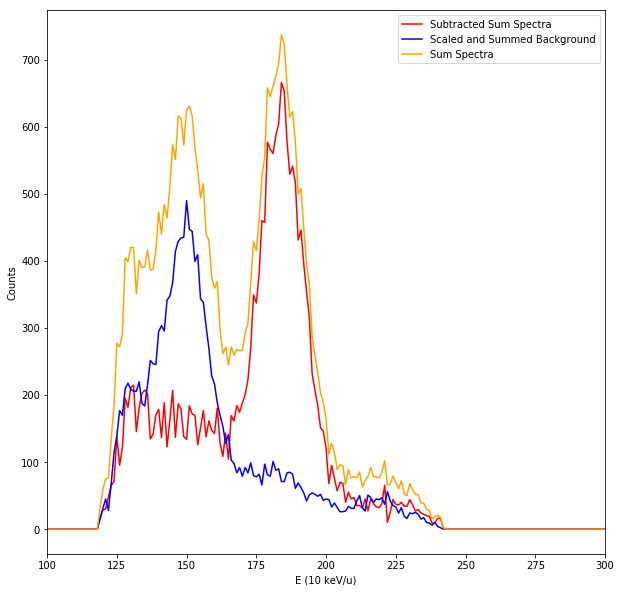 Subtracted Sum Spectra
Scaled and Summed Background
Sum Spectra
700
600
500
400
300
200
100
0
Counts
100 125 150 175 200 225 250 275 300
E (10 keV/u)